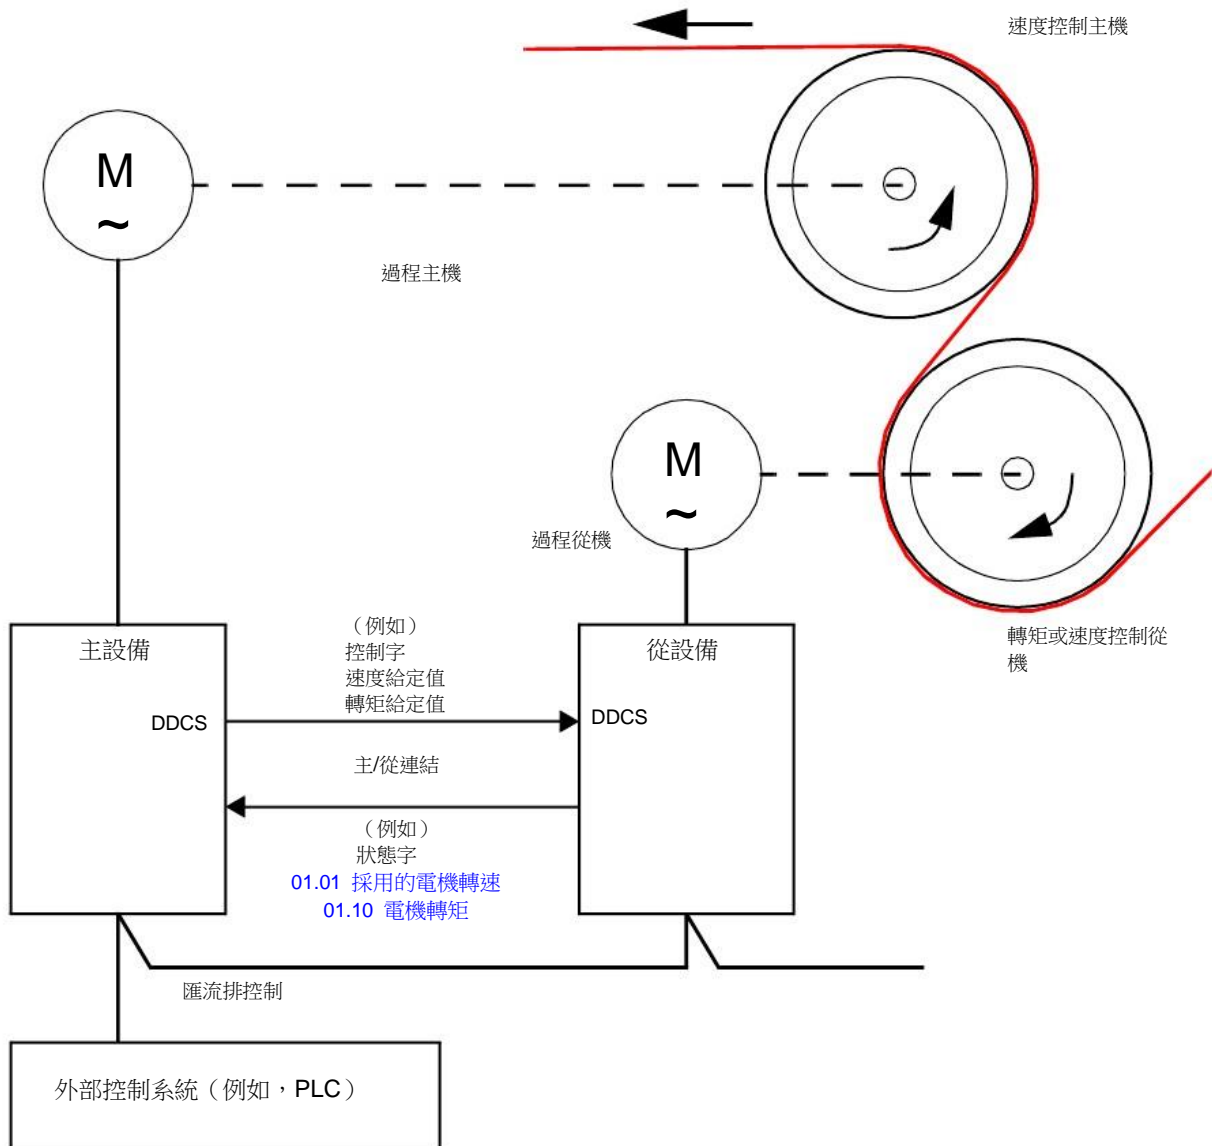 速度控制主機
M
~
過程主機
M
~
過程從機
轉矩或速度控制從
機
主設備
DDCS
（例如）
控制字
速度給定值
轉矩給定值
從設備
DDCS
主/從連結
（例如）
狀態字
01.01 採用的電機轉速
01.10 電機轉矩
匯流排控制
外部控制系統（例如，PLC）